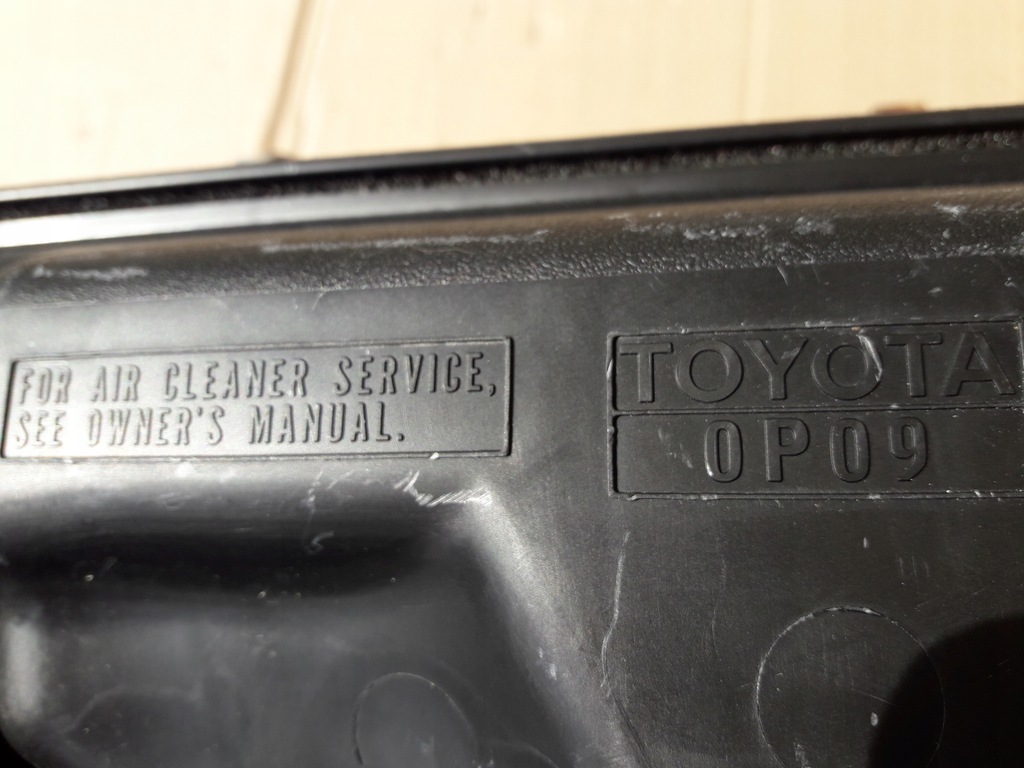 FOR AIR CLEANER SERVICE,
SEE OWNER'S MANUAL.
TOYOTA
0P09